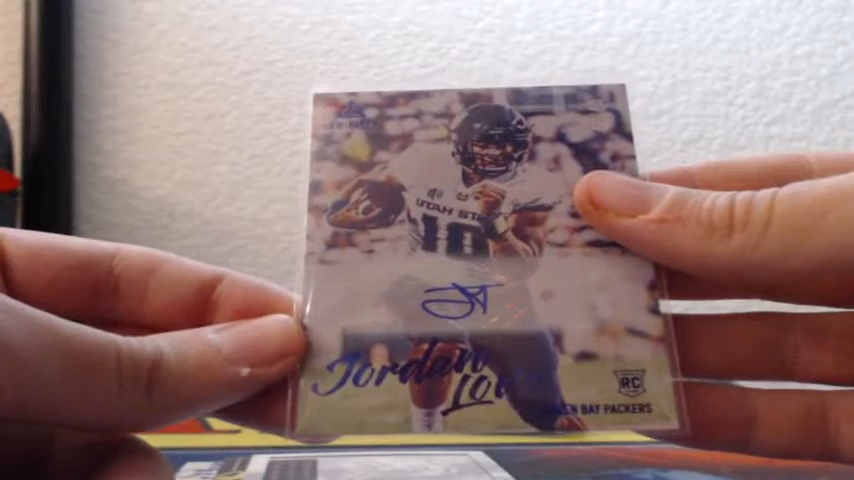 UTAH STATE
10
Jordan
Love
RC
GREEN BAY PACKERS